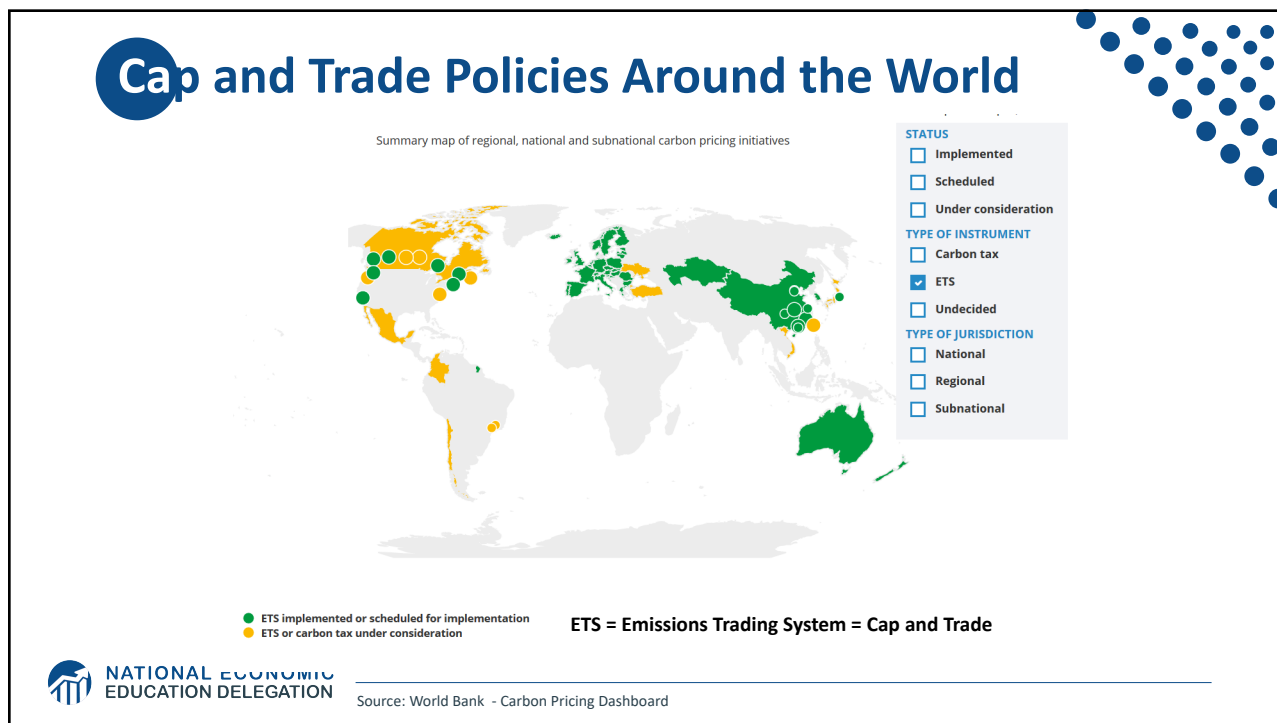 Cap and Trade Policies Around the World
Summary map of regional, national and subnational carbon pricing initiatives
STATUS
Implemented
Scheduled
Under consideration
TYPE OF INSTRUMENT
Carbon tax
ETS
Undecided
TYPE OF JURISDICTION
National
Regional
Subnational
ETS implemented or scheduled for implementation
ETS or carbon tax under consideration
ETS = Emissions Trading System = Cap and Trade
NATIONAL ECONOMIC
EDUCATION DELEGATION
Source: World Bank - Carbon Pricing Dashboard